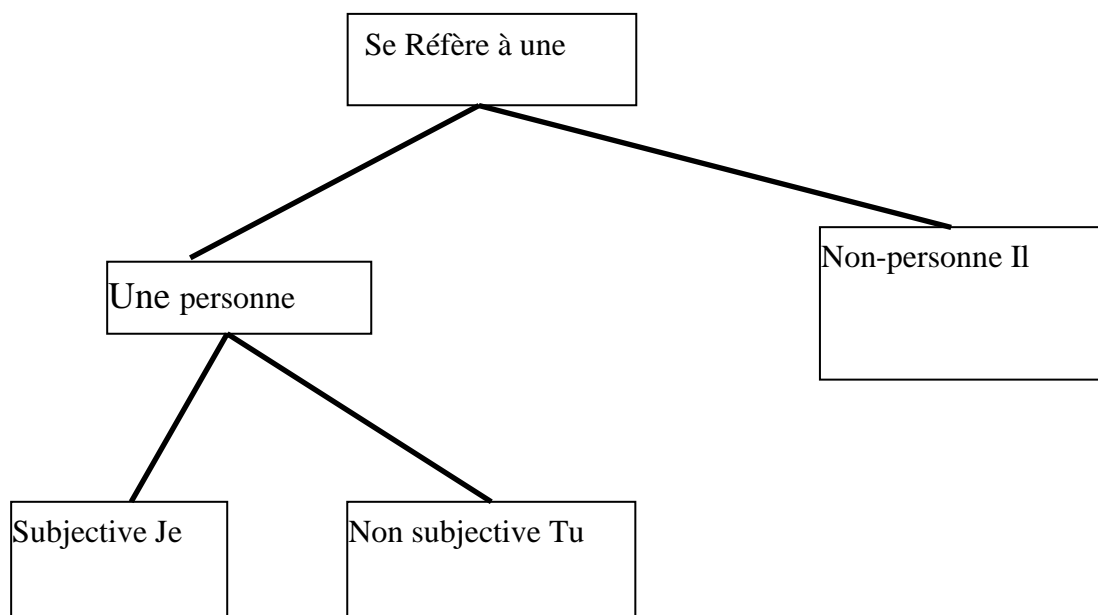 Se Réfère à une
Non-personne Il
Une personne
Subjective Je
Non subjective Tu